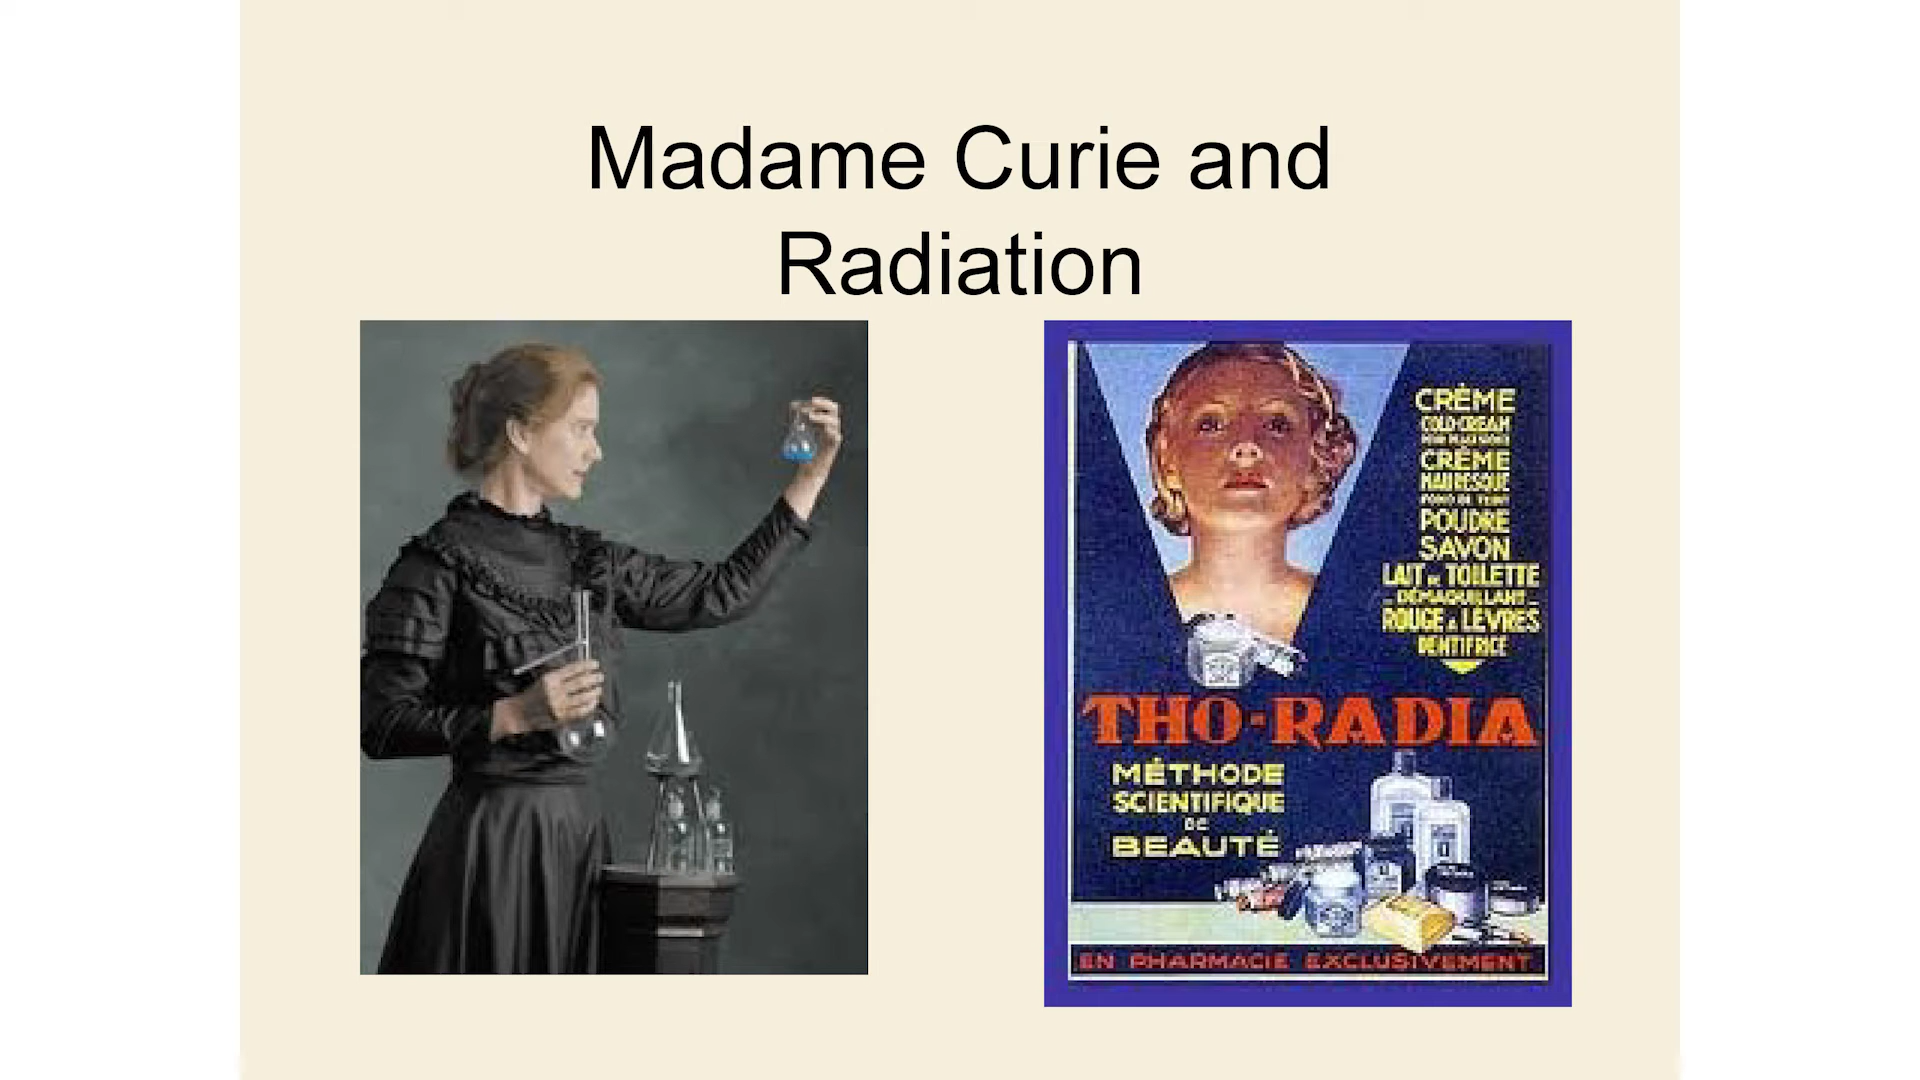 Madame Curie and
Radiation
CRÈME
COLD-CREAM
CRÈME
MAURESQUE
POUDRE
SAVON
LAIT DE TOILETTE
DÉMAQUILLANT
ROUGE A LÈVRES
DENTIFRICE
THO-RADIA
MÉTHODE
SCIENTIFIQUE
DE
BEAUTÉ
EN PHARMACIE EXCLUSIVEMENT